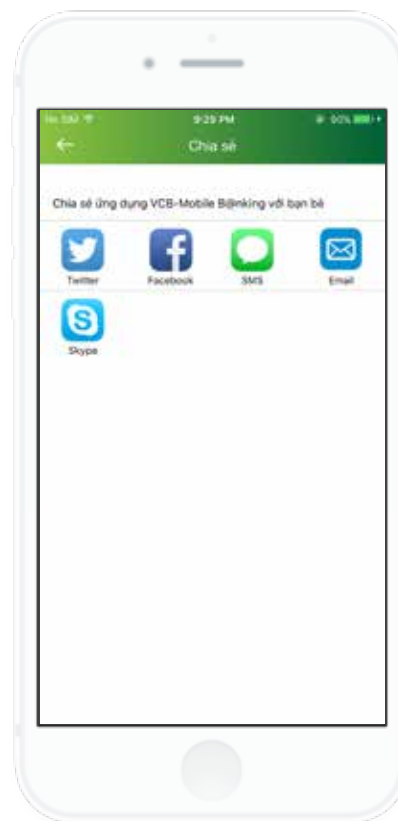 No SIM 9:29 PM 60%
Chia sẻ
Chia sẻ ứng dụng VCB-Mobile B@nking với bạn bè
Twitter Facebook SMS Email
Skype